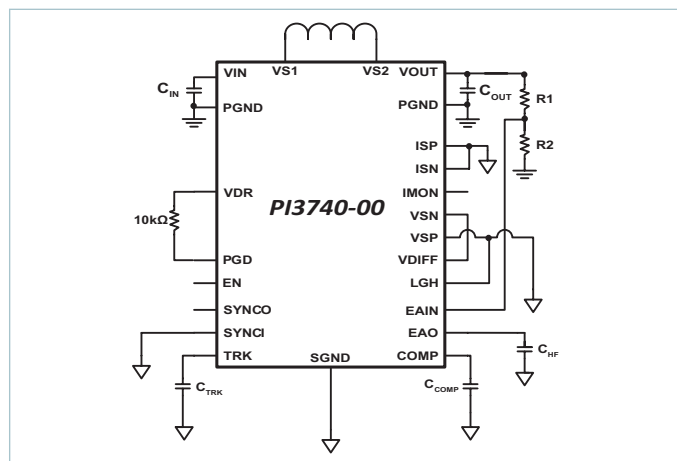 VS1 VS2
VIN VOUT
CIN COUT
PGND PGND
R1
ISP
R2
ISN
VDR IMON
PI3740-00
VSN
10kΩ
VSP
PGD VDIFF
EN LGH
SYNCO EAIN
SYNCI EAO
CHF
TRK SGND COMP
CTRK CCOMP